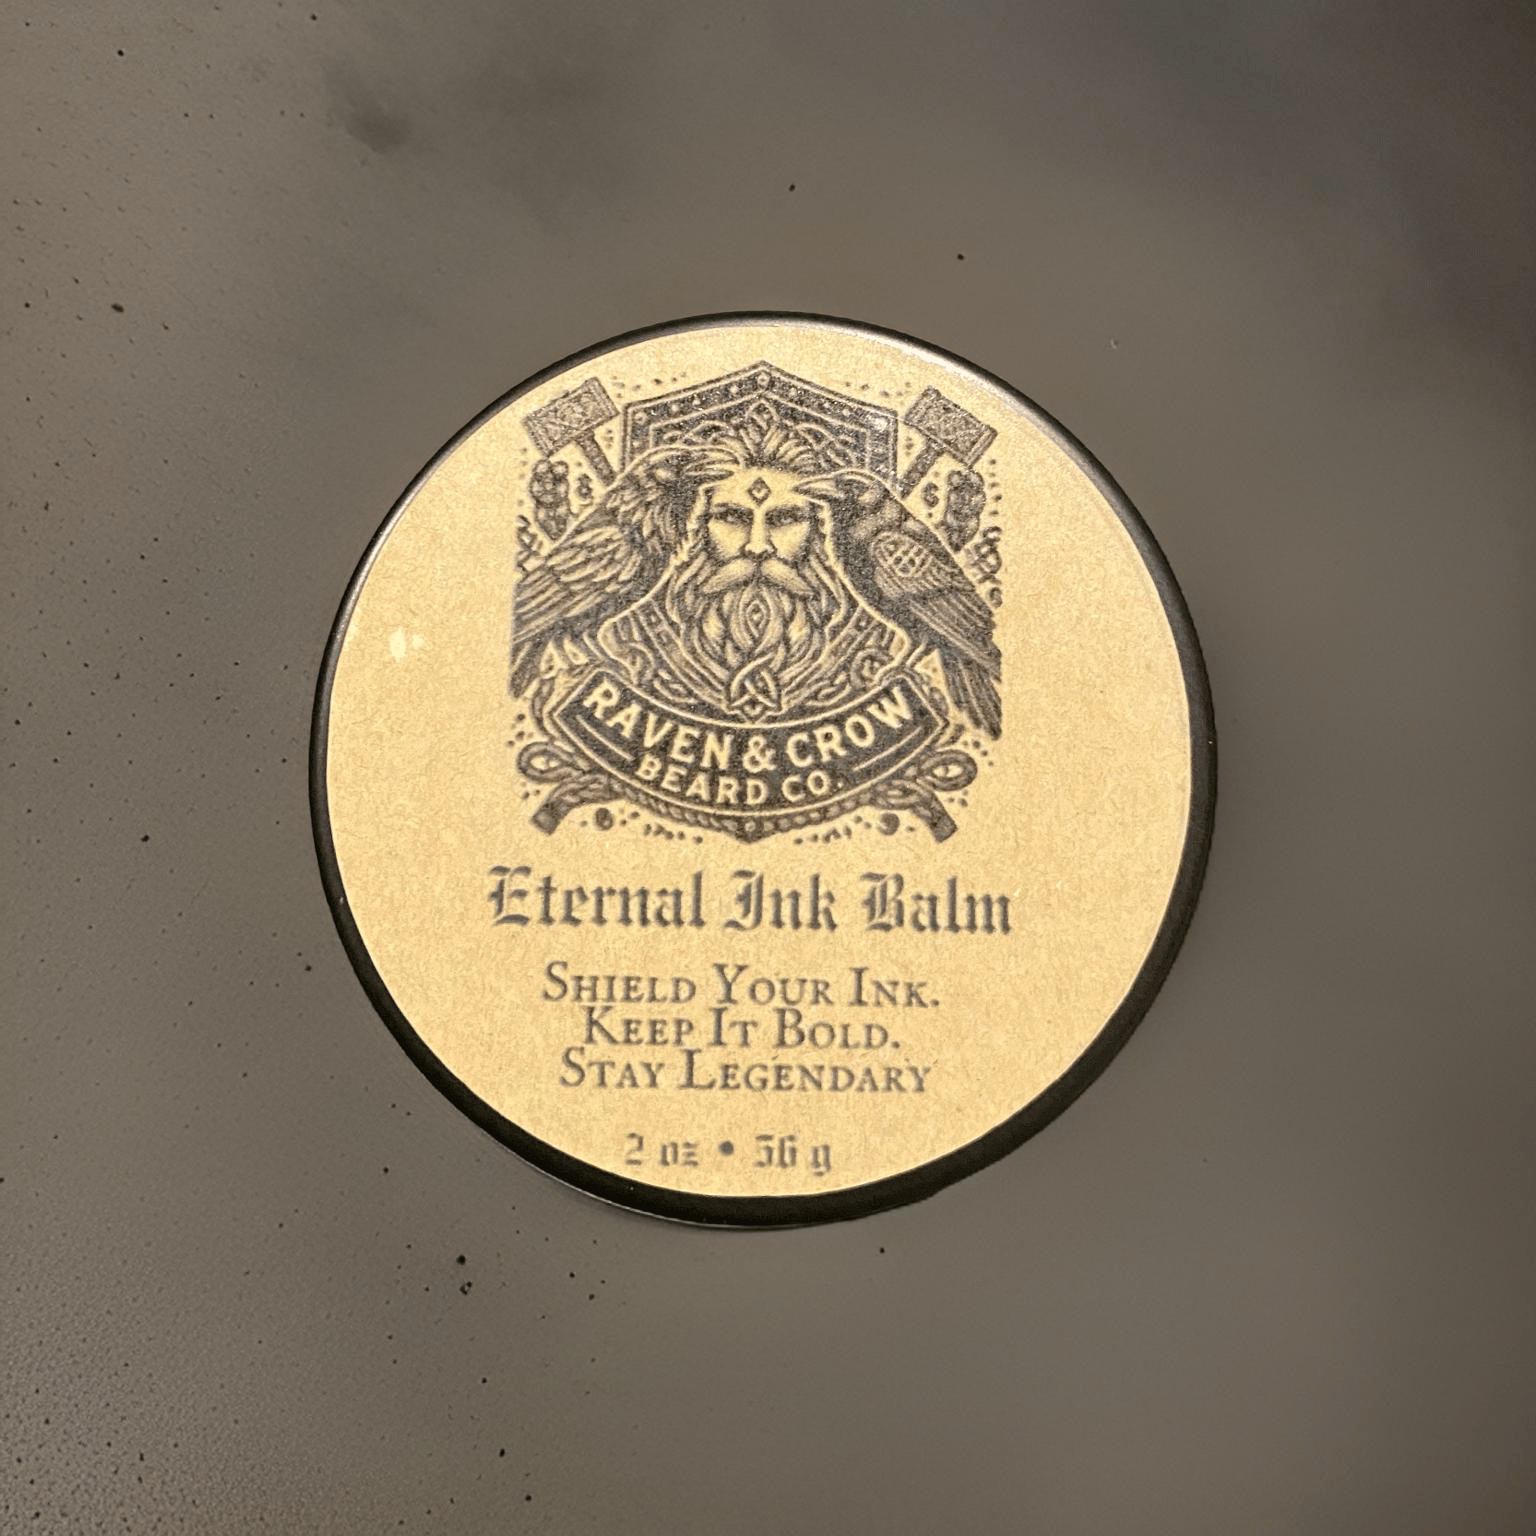 RAVEN & CROW
BEARD CO.
Eternal Ink Balm
SHIELD YOUR INK.
KEEP IT BOLD.
STAY LEGENDARY
2 oz • 56 g